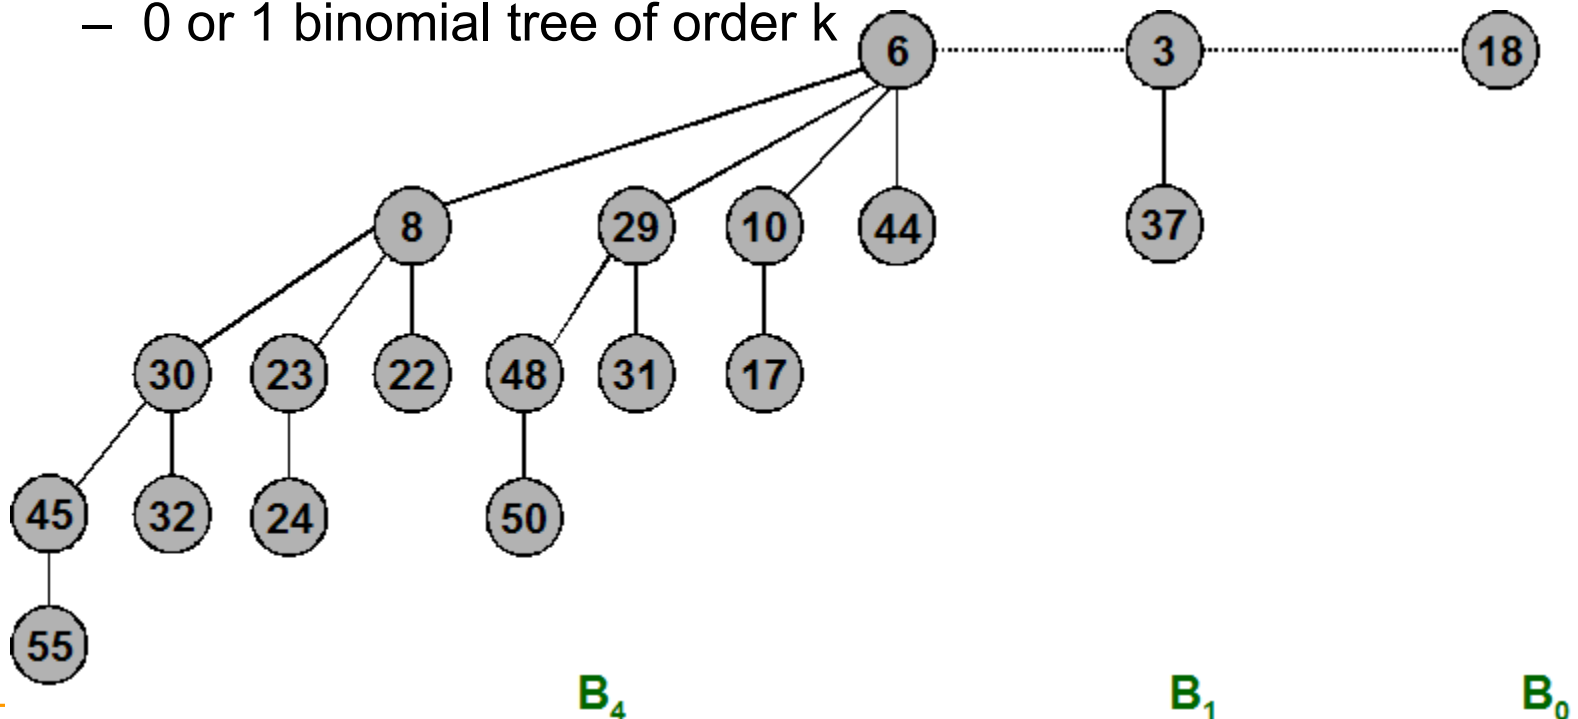 – 0 or 1 binomial tree of order k
6 3 18
8 29 10 44 37
30 23 22 48 31 17
45 32 24 50
55
B₄ B₁ B₀